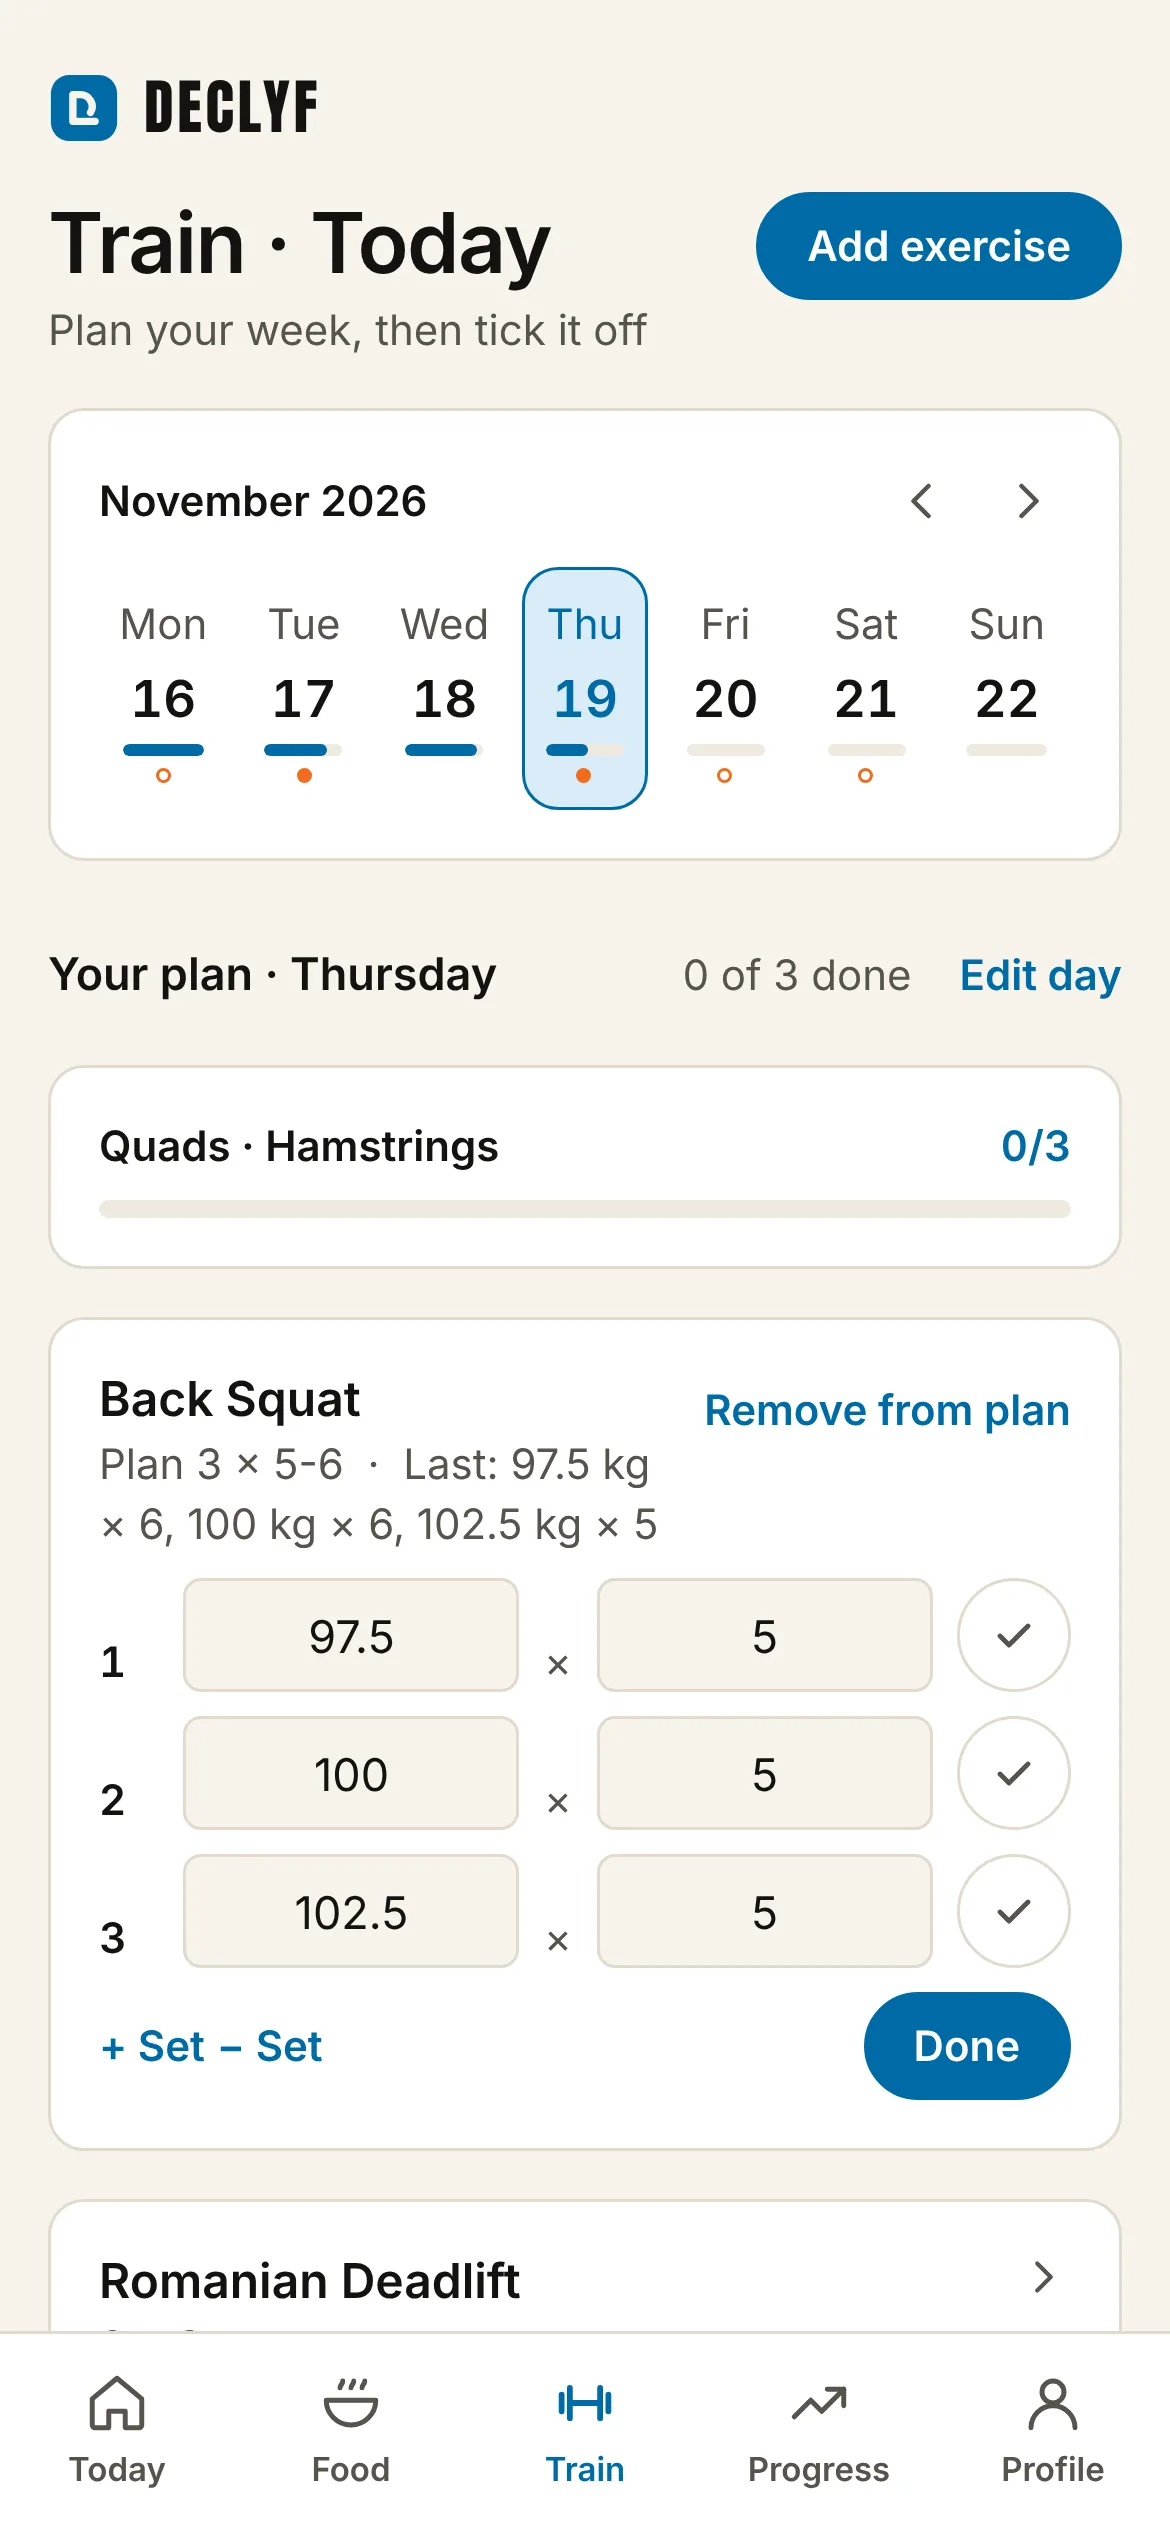 DECLYF
Train · Today
Add exercise
Plan your week, then tick it off
November 2026
Mon Tue Wed Thu Fri Sat Sun
16 17 18 19 20 21 22
Your plan · Thursday 0 of 3 done Edit day
Quads · Hamstrings 0/3
Back Squat
Remove from plan
Plan 3 × 5-6 · Last: 97.5 kg
× 6, 100 kg × 6, 102.5 kg × 5
1 97.5 × 5
2 100 × 5
3 102.5 × 5
+ Set – Set Done
Romanian Deadlift
Today Food Train Progress Profile